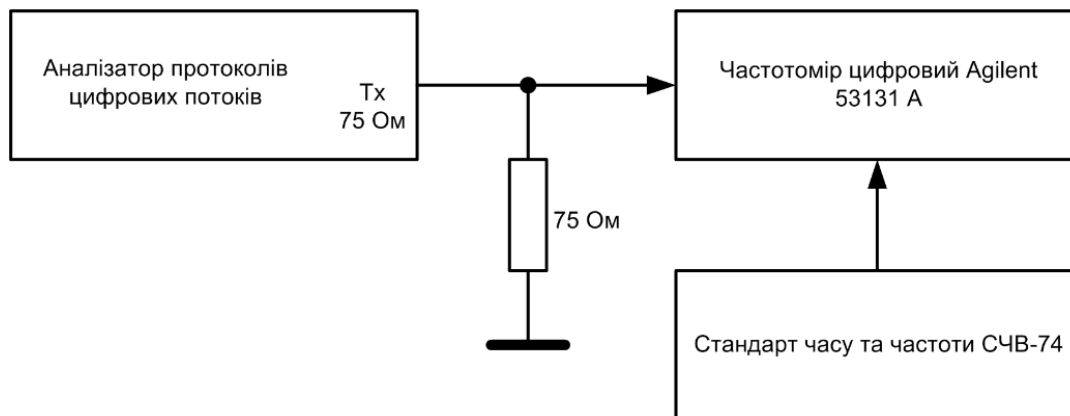 Аналізатор протоколів
цифрових потоків
Tx
75 Ом
75 Ом
Частотомір цифровий Agilent
53131 А
Стандарт часу та частоти СЧВ-74